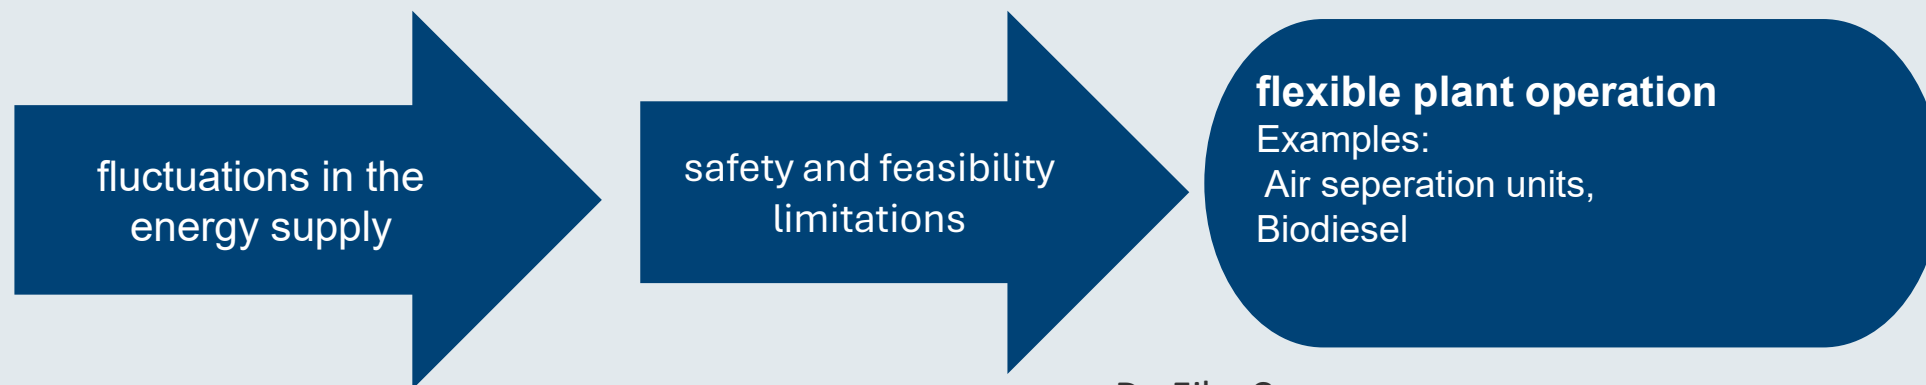 fluctuations in the
energy supply
safety and feasibility
limitations
flexible plant operation
Examples:
Air seperation units,
Biodiesel